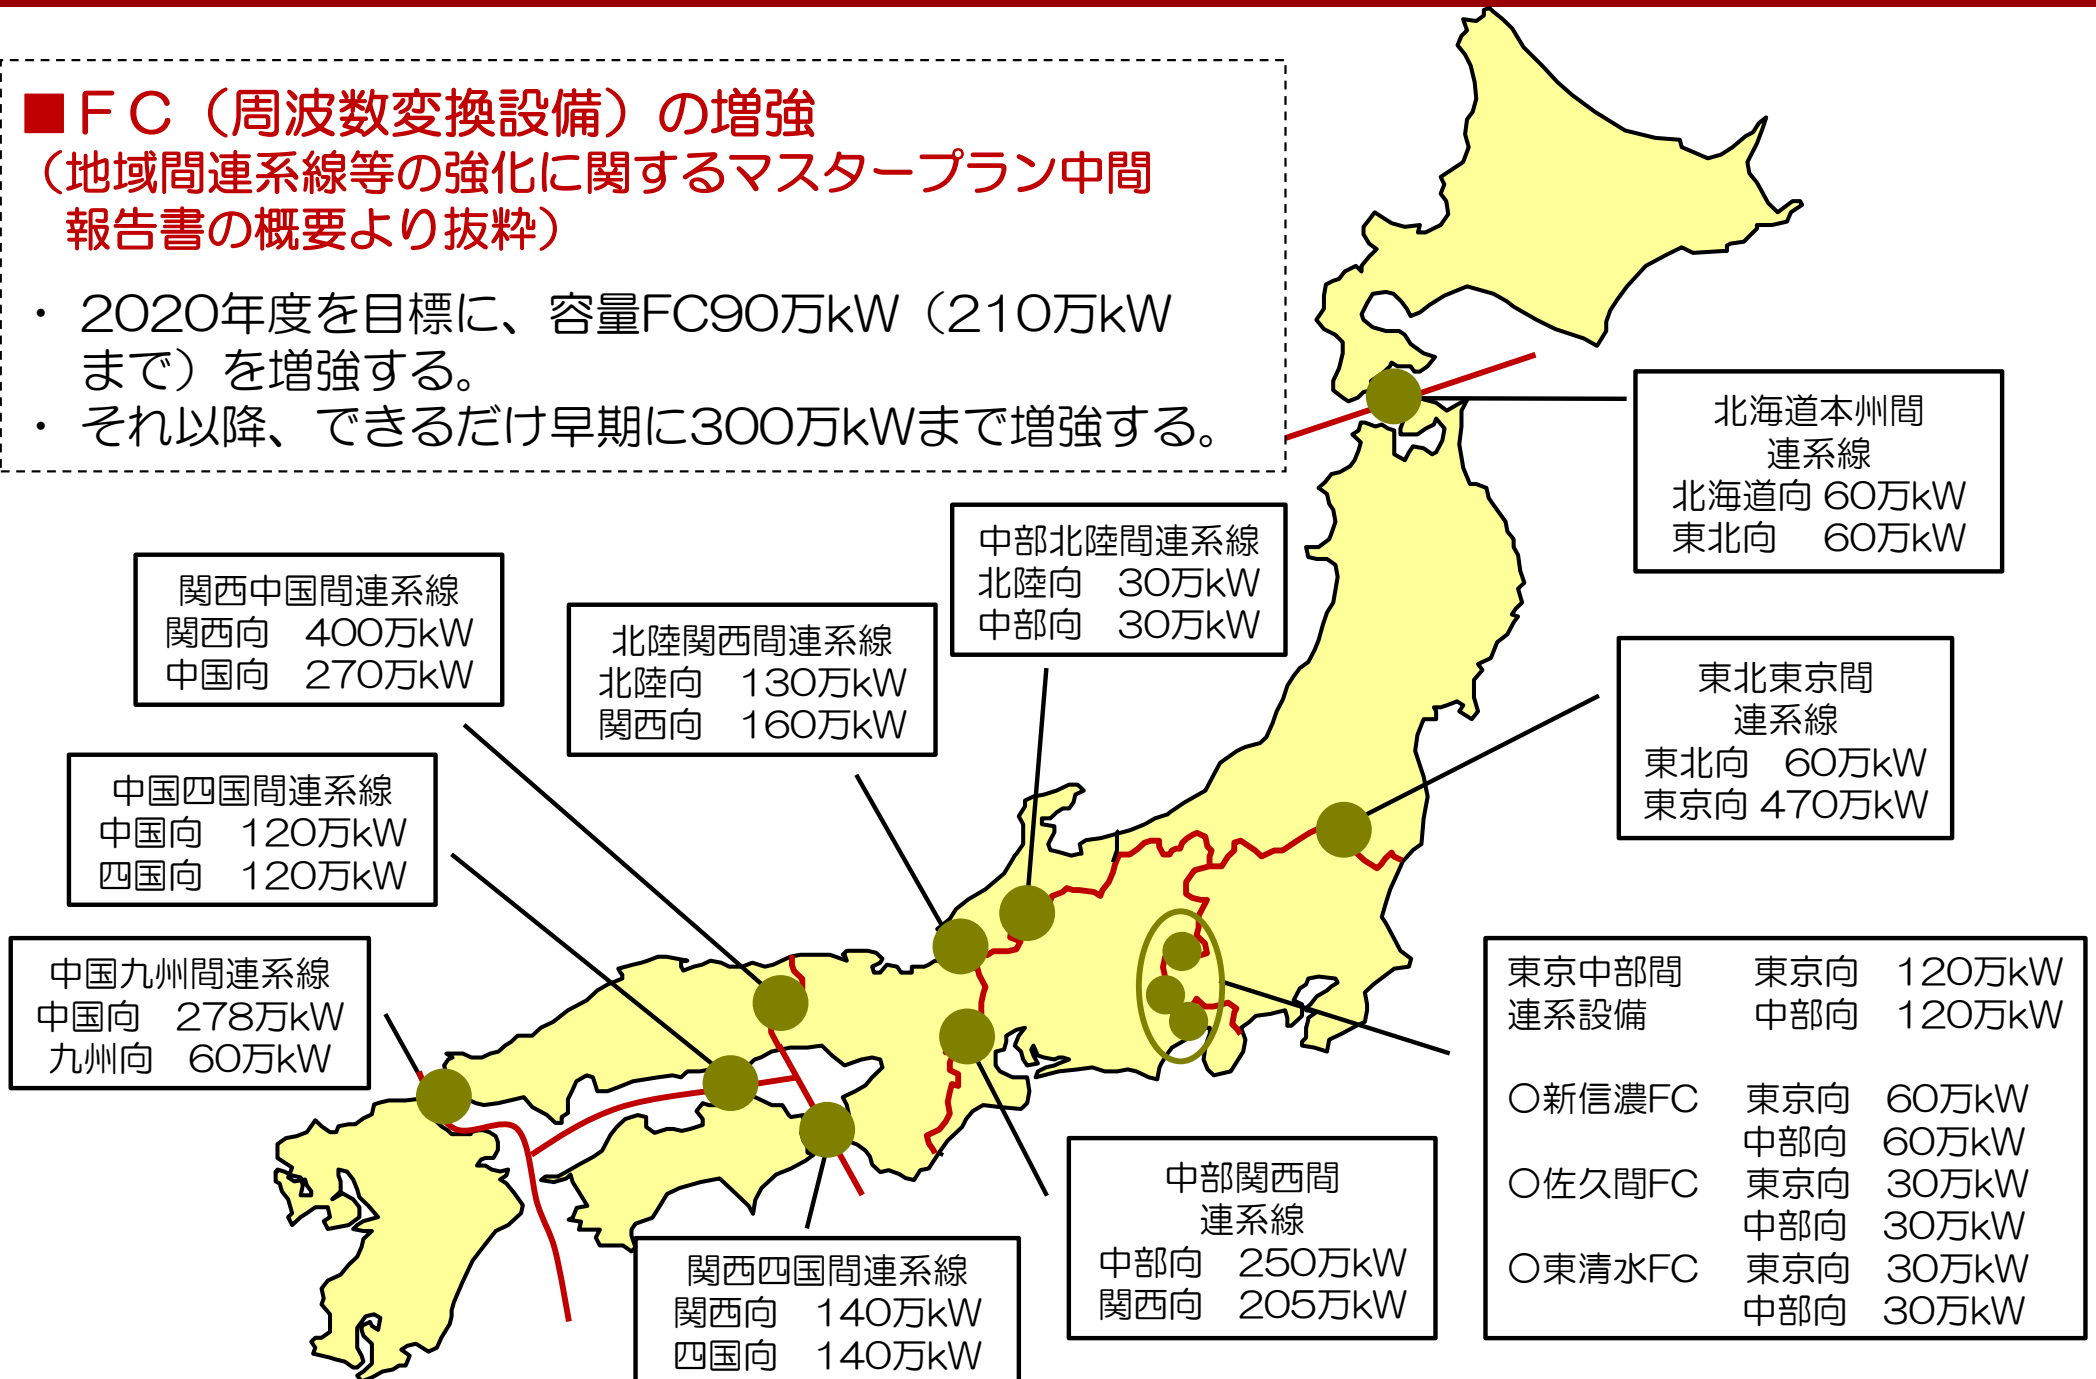 ■ＦＣ（周波数変換設備）の増強
（地域間連系線等の強化に関するマスタープラン中間
報告書の概要より抜粋）
・ 2020年度を目標に、容量FC90万kW（210万kW
まで）を増強する。
・ それ以降、できるだけ早期に300万kWまで増強する。
北海道本州間
連系線
北海道向 60万kW
東北向 60万kW
中部北陸間連系線
北陸向 30万kW
中部向 30万kW
関西中国間連系線
関西向 400万kW
中国向 270万kW
北陸関西間連系線
北陸向 130万kW
関西向 160万kW
東北東京間
連系線
東北向 60万kW
東京向 470万kW
中国四国間連系線
中国向 120万kW
四国向 120万kW
中国九州間連系線
中国向 278万kW
九州向 60万kW
東京中部間 東京向 120万kW
連系設備 中部向 120万kW
○新信濃FC 東京向 60万kW
中部向 60万kW
○佐久間FC 東京向 30万kW
中部向 30万kW
○東清水FC 東京向 30万kW
中部向 30万kW
中部関西間
連系線
中部向 250万kW
関西向 205万kW
関西四国間連系線
関西向 140万kW
四国向 140万kW